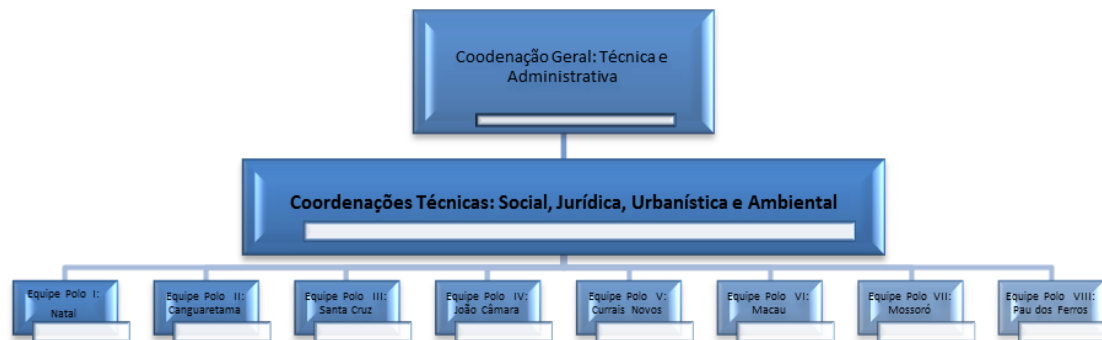 Coodenação Geral: Técnica e
Administrativa
Coordenações Técnicas: Social, Jurídica, Urbanística e Ambiental
Equipe Polo I:
Natal
Equipe Polo II:
Canguaretama
Equipe Polo III:
Santa Cruz
Equipe Polo IV:
João Câmara
Equipe Polo V:
Currais Novos
Equipe Polo VI:
Macau
Equipe Polo VII:
Mossoró
Equipe Polo VIII:
Pau dos Ferros